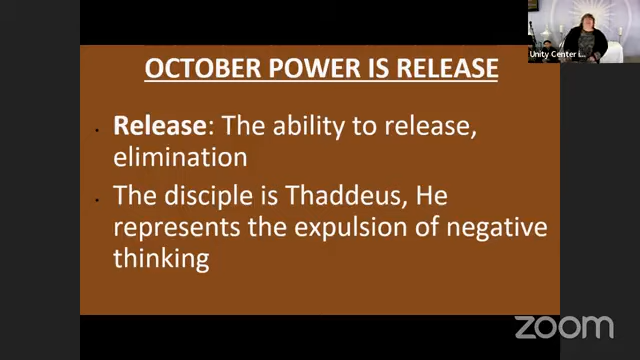 Unity Center i...
OCTOBER POWER IS RELEASE
Release: The ability to release,
elimination
The disciple is Thaddeus, He
represents the expulsion of negative
thinking
zoom